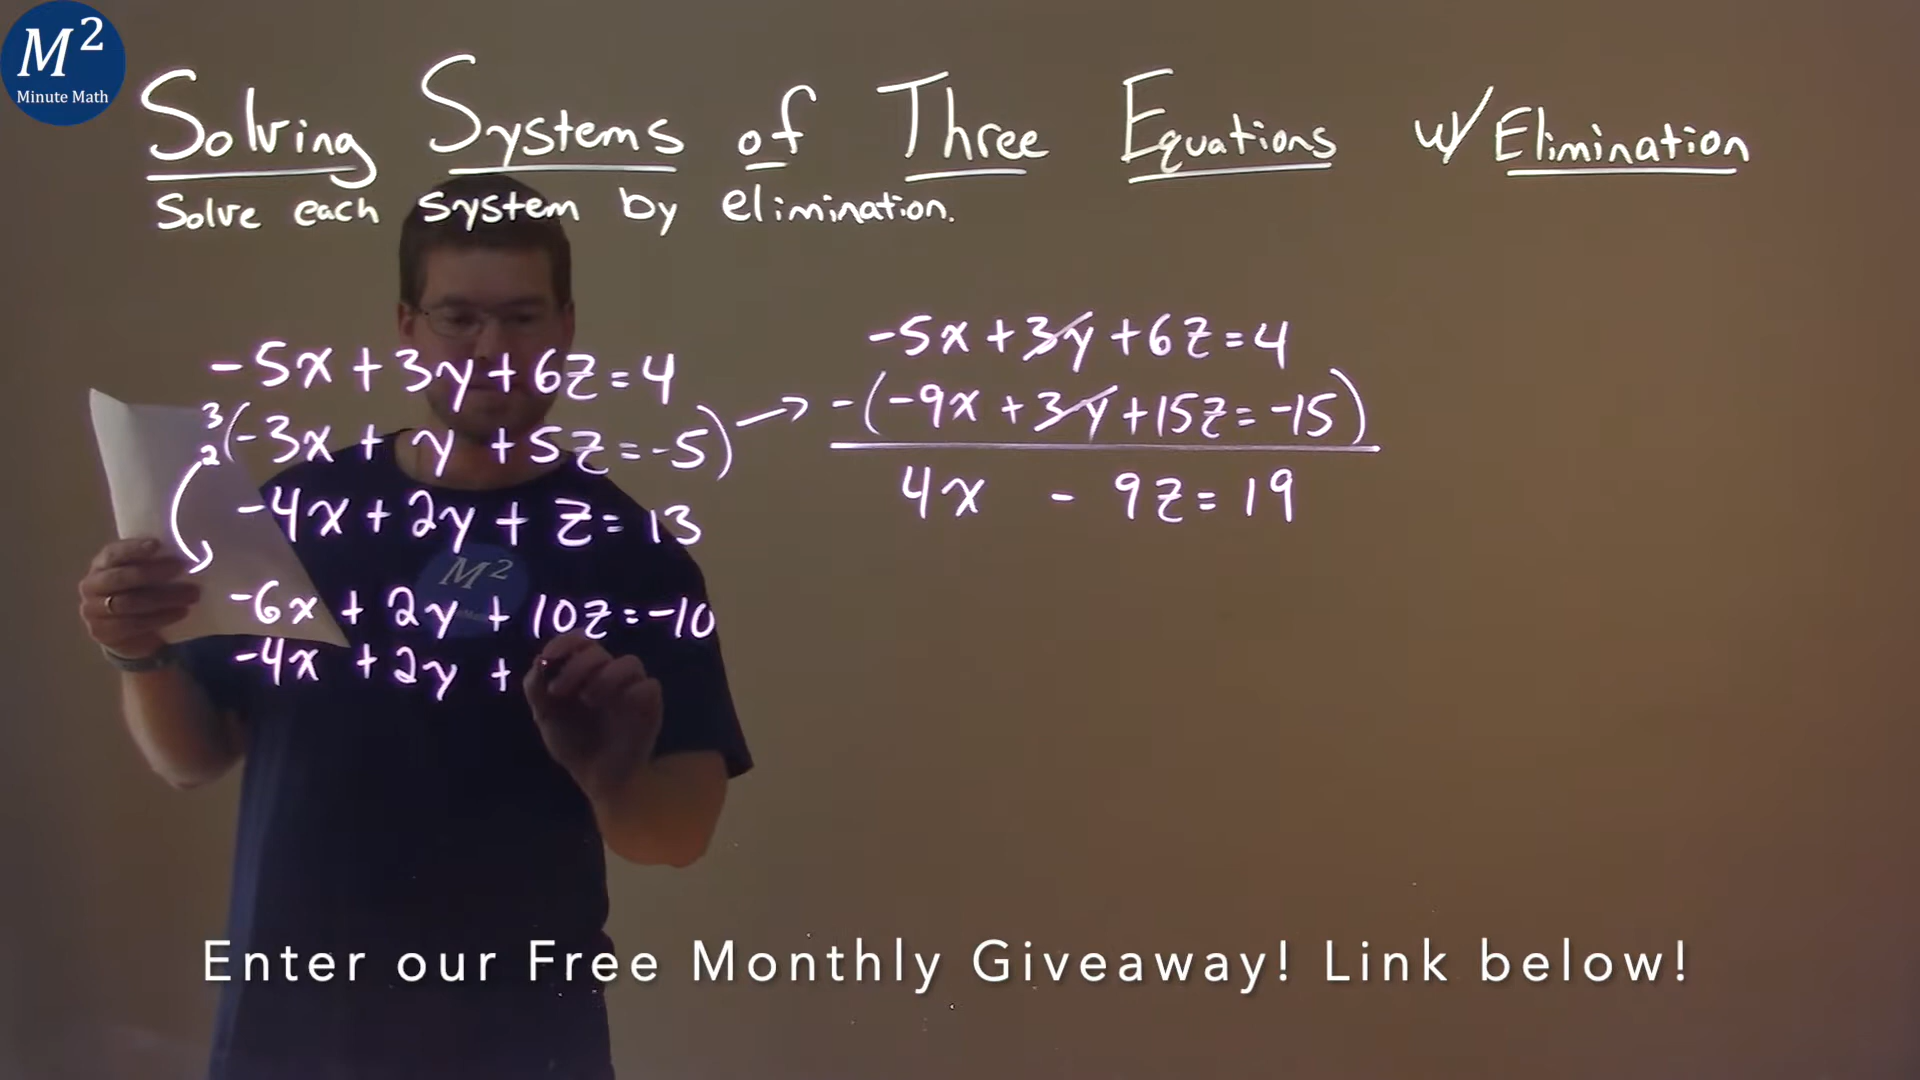 M²
Minute Math
Solving Systems of Three Equations w/ Elimination
Solve each system by elimination.
-5x + 3y + 6z = 4
3
2(-3x + y + 5z = -5)
-4x + 2y + z = 13
-6x + 2y + 10z = -10
-4x + 2y +
-5x + 3y + 6z = 4
-(-9x + 3y + 15z = -15)
4x - 9z = 19
M²
Enter our Free Monthly Giveaway! Link below!